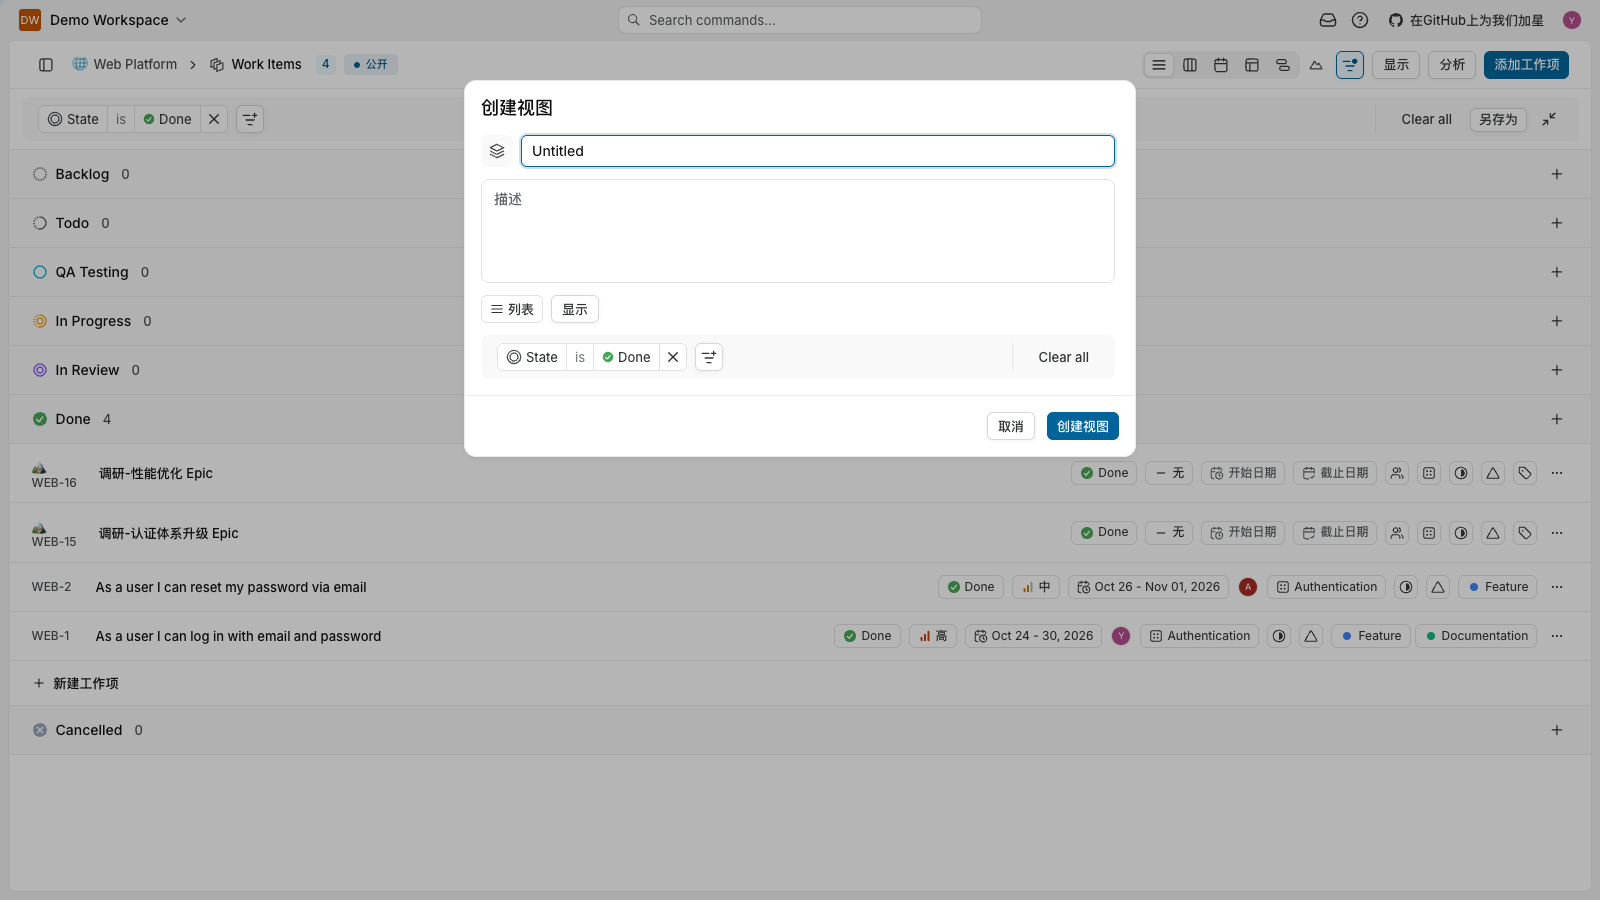 DW Demo Workspace
Search commands...
在GitHub上为我们加星
Y
Web Platform
Work Items
4
公开
显示
分析
添加工作项
State is Done
Clear all
另存为
创建视图
Untitled
描述
列表
显示
State is Done
Clear all
取消
创建视图
Backlog 0
Todo 0
QA Testing 0
In Progress 0
In Review 0
Done 4
WEB-16 调研-性能优化 Epic Done 无 开始日期 截止日期
WEB-15 调研-认证体系升级 Epic Done 无 开始日期 截止日期
WEB-2 As a user I can reset my password via email Done 中 Oct 26 - Nov 01, 2026 A Authentication Feature
WEB-1 As a user I can log in with email and password Done 高 Oct 24 - 30, 2026 Y Authentication Feature Documentation
新建工作项
Cancelled 0